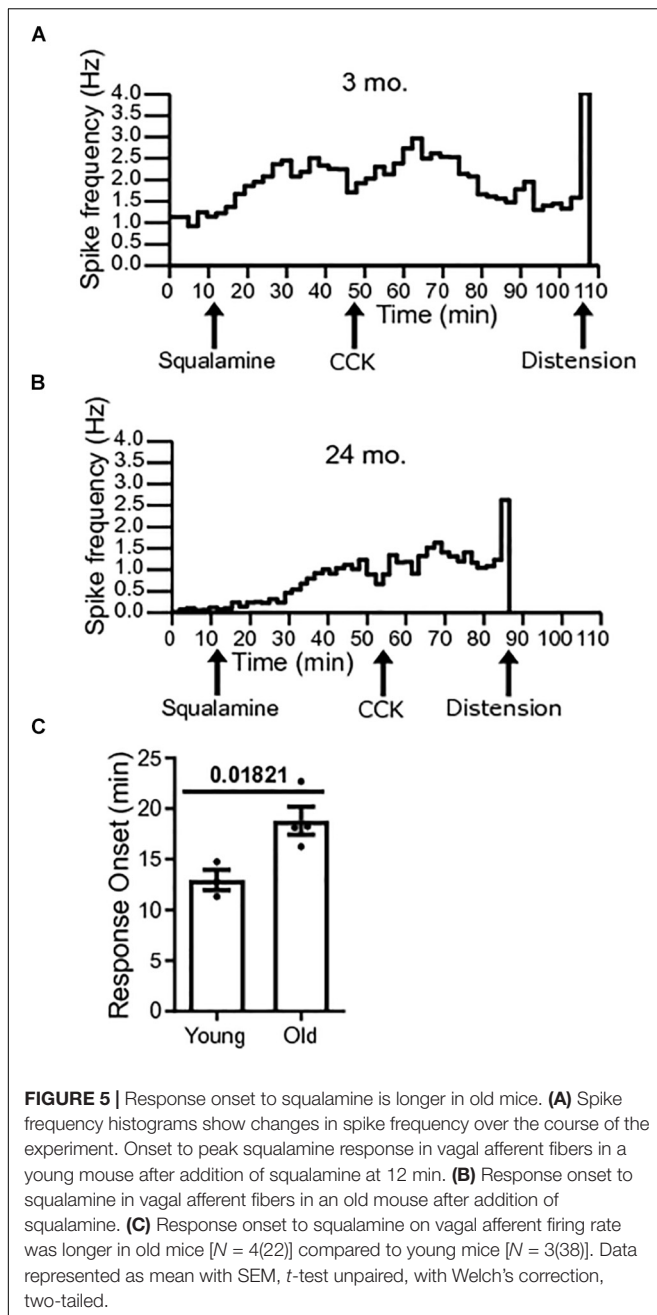 A
3 mo.
Spike frequency (Hz)
4.0
3.5
3.0
2.5
2.0
1.5
1.0
0.5
0.0
0 10 20 30 40 50 60 70 80 90 100 110
Time (min)
Squalamine CCK Distension
B
24 mo.
Spike frequency (Hz)
4.0
3.5
3.0
2.5
2.0
1.5
1.0
0.5
0.0
0 10 20 30 40 50 60 70 80 90 100 110
Time (min)
Squalamine CCK Distension
C
Response Onset (min)
25
20
15
10
5
0
0.01821
Young Old
FIGURE 5 | Response onset to squalamine is longer in old mice. (A) Spike
frequency histograms show changes in spike frequency over the course of the
experiment. Onset to peak squalamine response in vagal afferent fibers in a
young mouse after addition of squalamine at 12 min. (B) Response onset to
squalamine in vagal afferent fibers in an old mouse after addition of
squalamine. (C) Response onset to squalamine on vagal afferent firing rate
was longer in old mice [N = 4(22)] compared to young mice [N = 3(38)]. Data
represented as mean with SEM, t-test unpaired, with Welch's correction,
two-tailed.